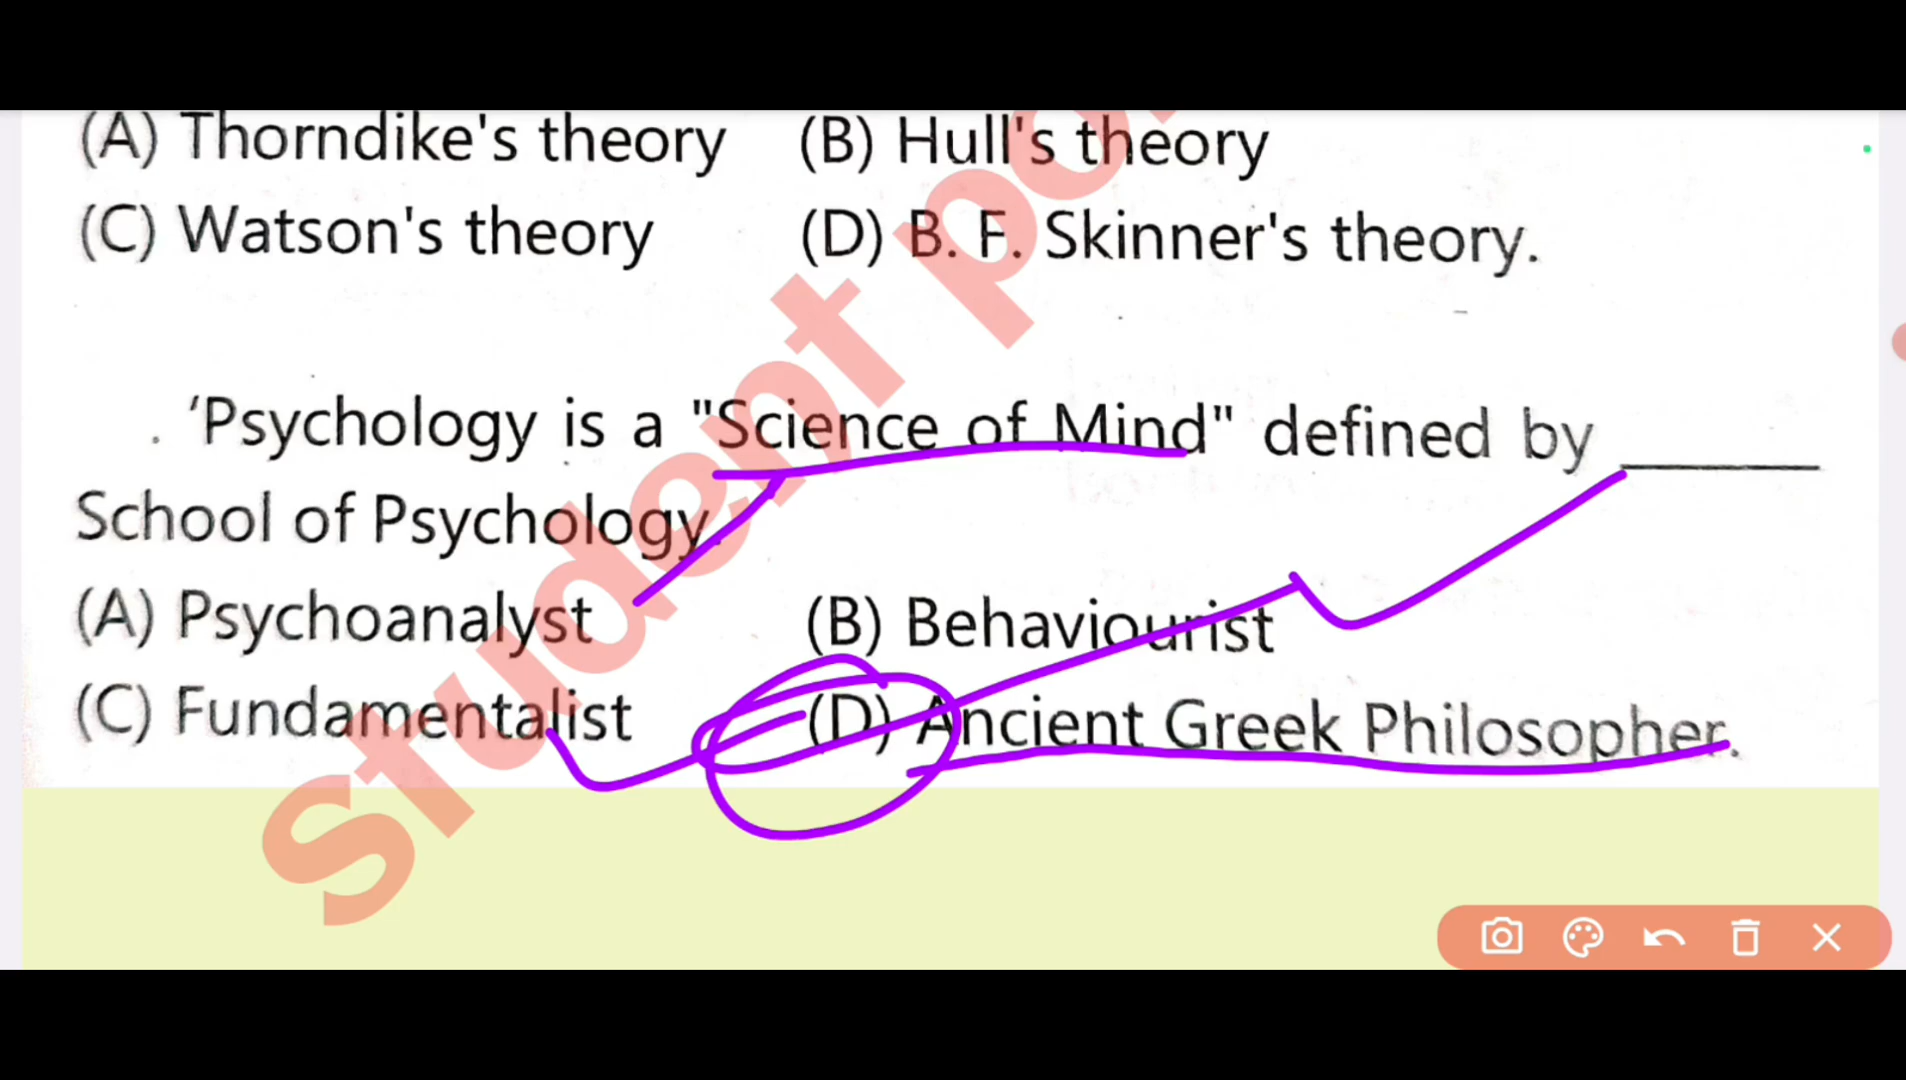 (A) Thorndike's theory (B) Hull's theory
(C) Watson's theory (D) B. F. Skinner's theory.
. 'Psychology is a "Science of Mind" defined by ______
School of Psychology.
(A) Psychoanalyst (B) Behaviourist
(C) Fundamentalist (D) Ancient Greek Philosopher.
student po